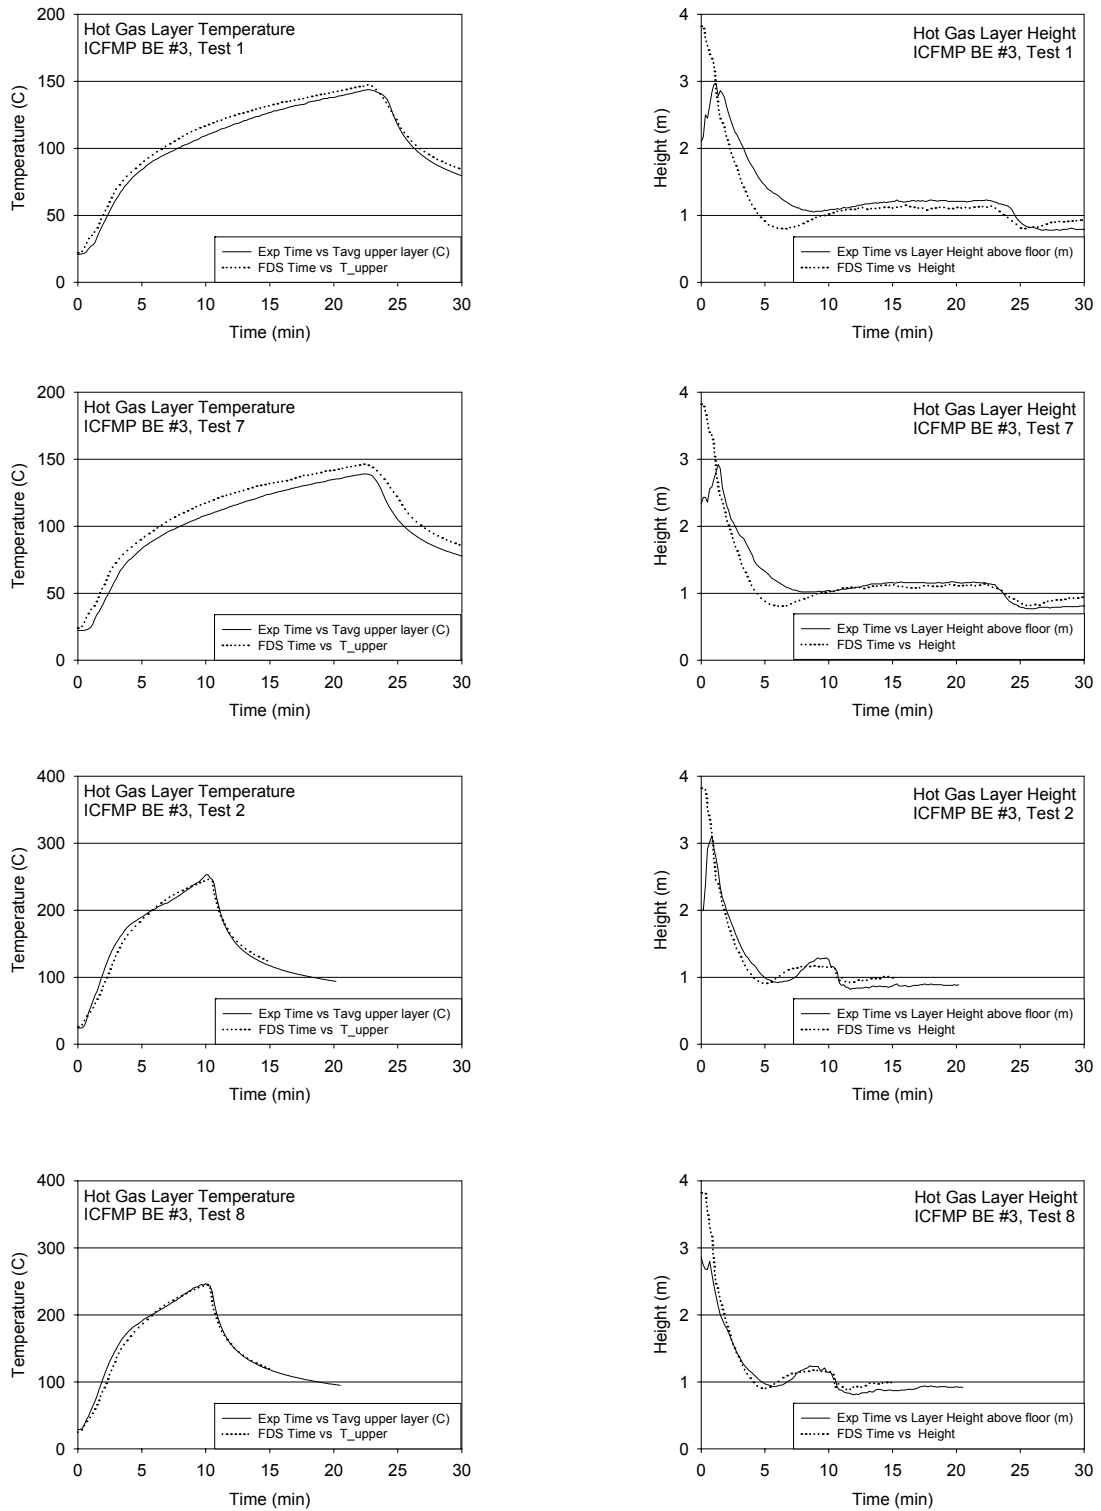 Hot Gas Layer Temperature
ICFMP BE #3, Test 1
Temperature (C)
200
150
100
50
0
Exp Time vs Tavg upper layer (C)
FDS Time vs T_upper
0 5 10 15 20 25 30
Time (min)
Hot Gas Layer Height
ICFMP BE #3, Test 1
Height (m)
4
3
2
1
0
Exp Time vs Layer Height above floor (m)
FDS Time vs Height
0 5 10 15 20 25 30
Time (min)
Hot Gas Layer Temperature
ICFMP BE #3, Test 7
Temperature (C)
200
150
100
50
0
Exp Time vs Tavg upper layer (C)
FDS Time vs T_upper
0 5 10 15 20 25 30
Time (min)
Hot Gas Layer Height
ICFMP BE #3, Test 7
Height (m)
4
3
2
1
0
Exp Time vs Layer Height above floor (m)
FDS Time vs Height
0 5 10 15 20 25 30
Time (min)
Hot Gas Layer Temperature
ICFMP BE #3, Test 2
Temperature (C)
400
300
200
100
0
Exp Time vs Tavg upper layer (C)
FDS Time vs T_upper
0 5 10 15 20 25 30
Time (min)
Hot Gas Layer Height
ICFMP BE #3, Test 2
Height (m)
4
3
2
1
0
Exp Time vs Layer Height above floor (m)
FDS Time vs Height
0 5 10 15 20 25 30
Time (min)
Hot Gas Layer Temperature
ICFMP BE #3, Test 8
Temperature (C)
400
300
200
100
0
Exp Time vs Tavg upper layer (C)
FDS Time vs T_upper
0 5 10 15 20 25 30
Time (min)
Hot Gas Layer Height
ICFMP BE #3, Test 8
Height (m)
4
3
2
1
0
Exp Time vs Layer Height above floor (m)
FDS Time vs Height
0 5 10 15 20 25 30
Time (min)